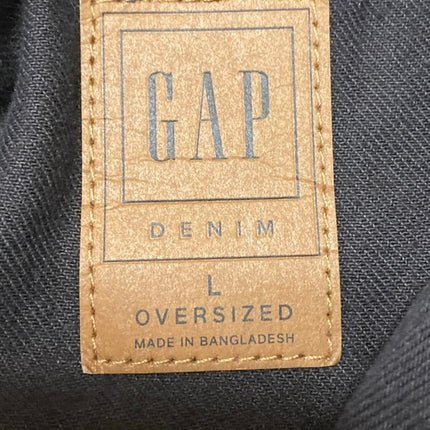 GAP
DENIM
L
OVERSIZED
MADE IN BANGLADESH